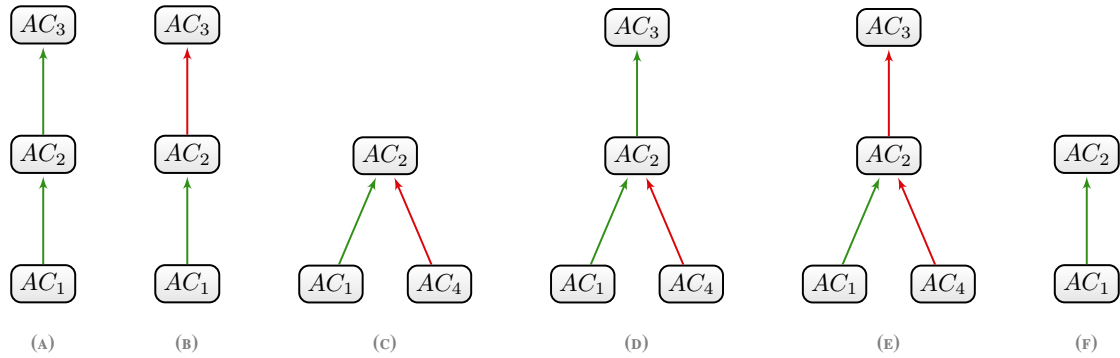 AC₃ AC₃ AC₃ AC₃
AC₂ AC₂ AC₂ AC₂ AC₂ AC₂
AC₁ AC₁ AC₁ AC₄ AC₁ AC₄ AC₁ AC₄ AC₁
(A) (B) (C) (D) (E) (F)